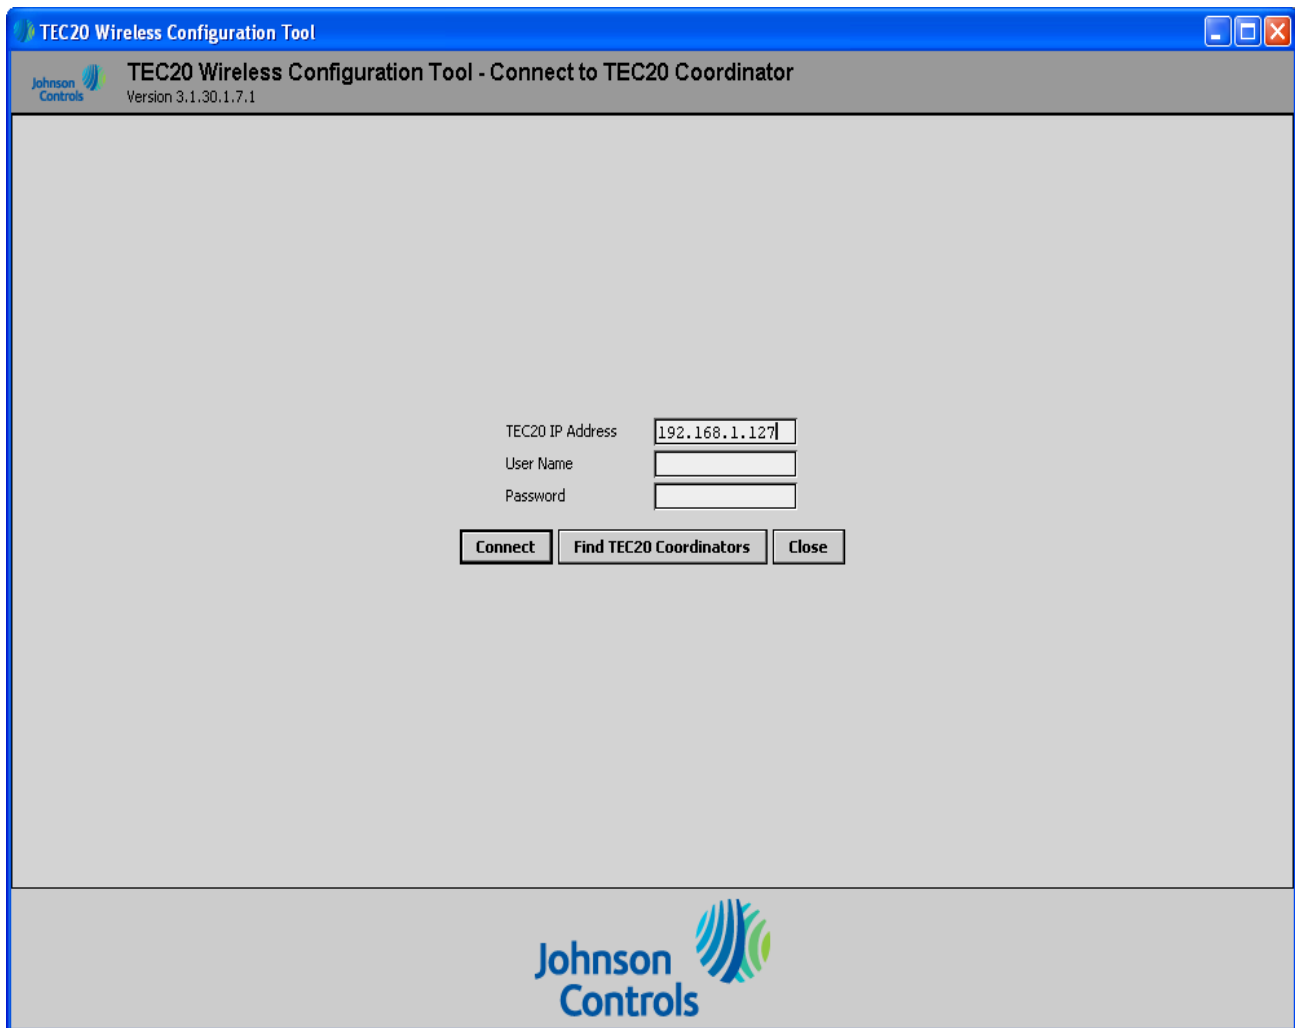 TEC20 Wireless Configuration Tool
Johnson
Controls
TEC20 Wireless Configuration Tool - Connect to TEC20 Coordinator
Version 3.1.30.1.7.1
TEC20 IP Address 192.168.1.127
User Name
Password
Connect Find TEC20 Coordinators Close
Johnson
Controls